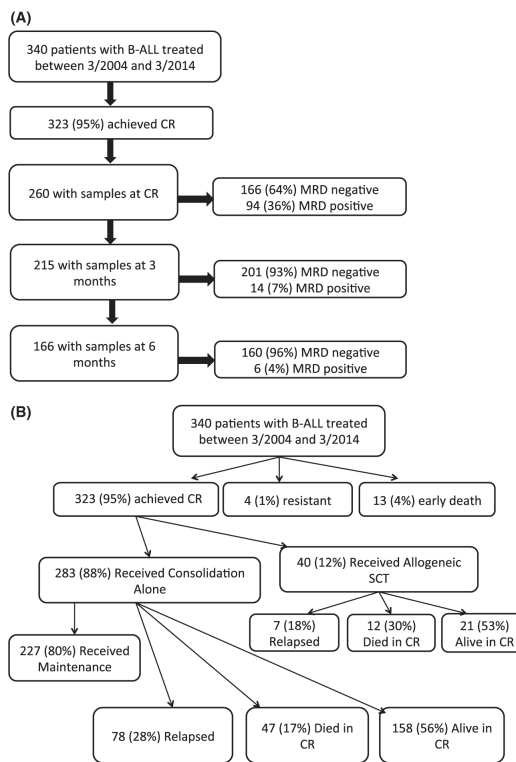 (A)
340 patients with B-ALL treated
between 3/2004 and 3/2014
323 (95%) achieved CR
260 with samples at CR
166 (64%) MRD negative
94 (36%) MRD positive
215 with samples at 3
months
201 (93%) MRD negative
14 (7%) MRD positive
166 with samples at 6
months
160 (96%) MRD negative
6 (4%) MRD positive
(B)
340 patients with B-ALL treated
between 3/2004 and 3/2014
323 (95%) achieved CR
4 (1%) resistant
13 (4%) early death
283 (88%) Received Consolidation
Alone
40 (12%) Received Allogeneic
SCT
7 (18%)
Relapsed
12 (30%)
Died in CR
21 (53%)
Alive in CR
227 (80%) Received
Maintenance
78 (28%) Relapsed
47 (17%) Died in
CR
158 (56%) Alive in
CR